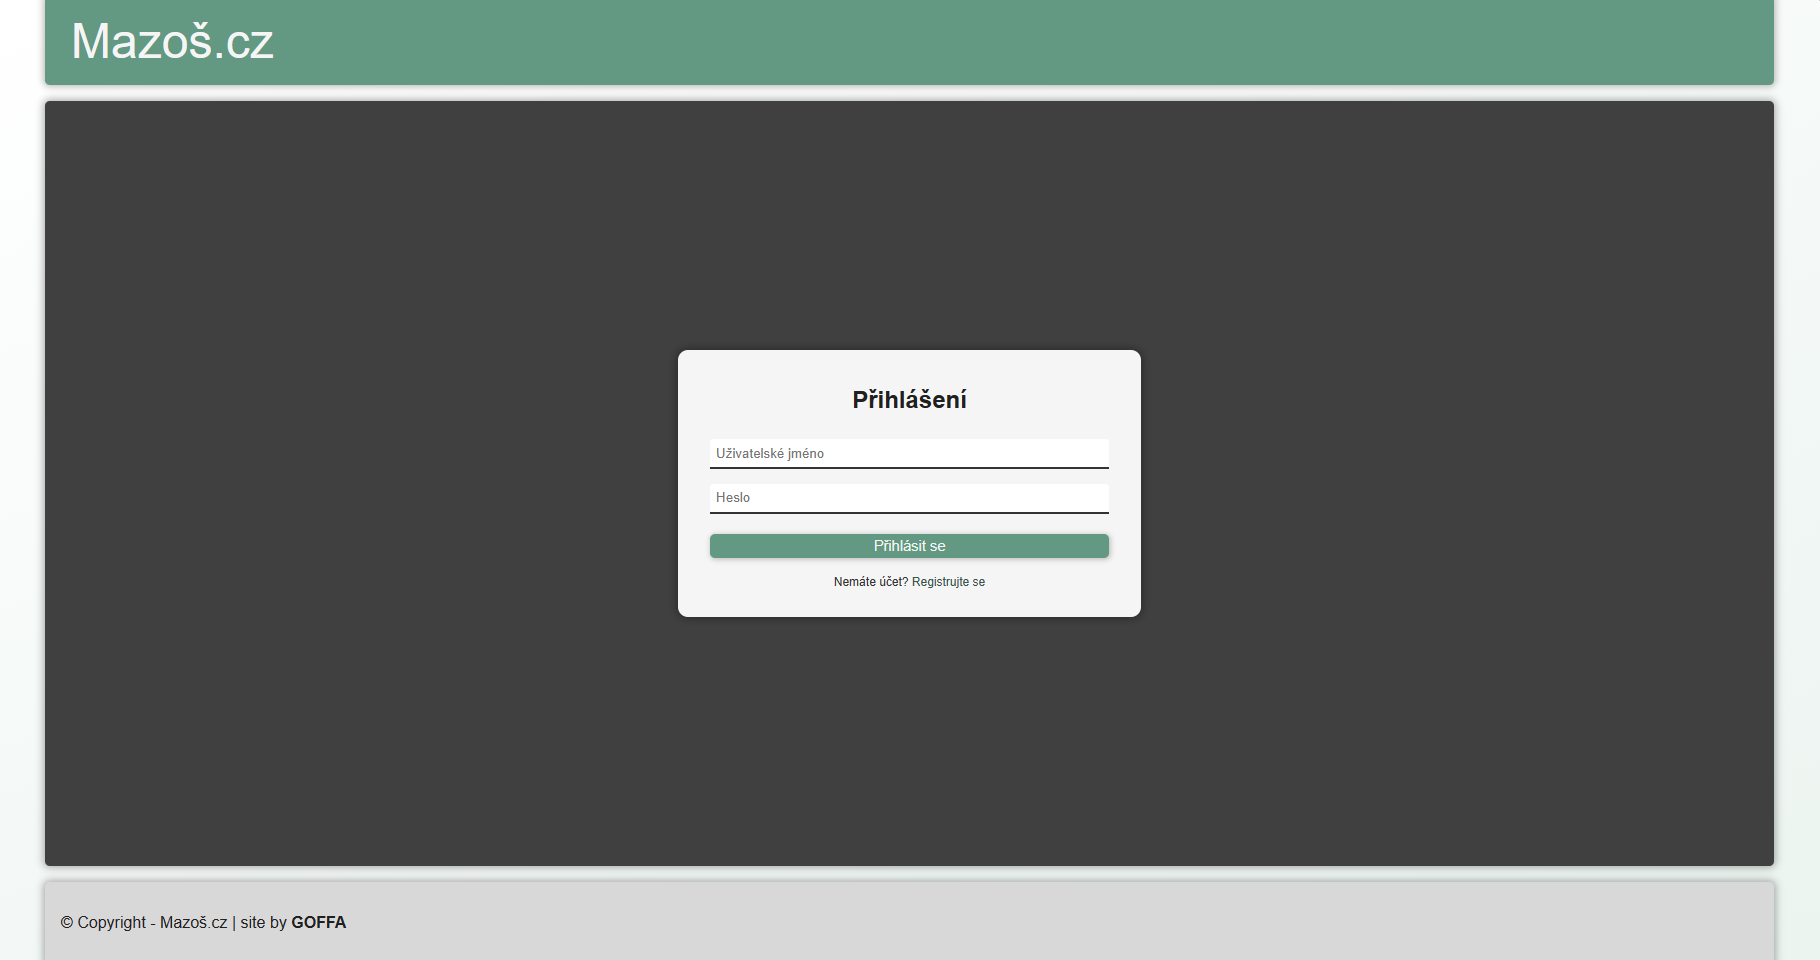 Mazoš.cz
Přihlášení
Uživatelské jméno
Heslo
Přihlásit se
Nemáte účet? Registrujte se
© Copyright - Mazoš.cz | site by GOFFA